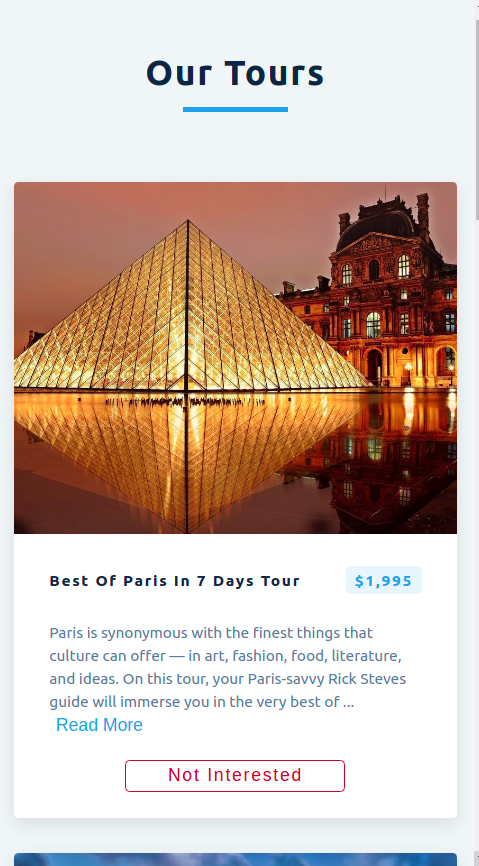 Our Tours
Best Of Paris In 7 Days Tour
$1,995
Paris is synonymous with the finest things that
culture can offer — in art, fashion, food, literature,
and ideas. On this tour, your Paris-savvy Rick Steves
guide will immerse you in the very best of ...
Read More
Not Interested